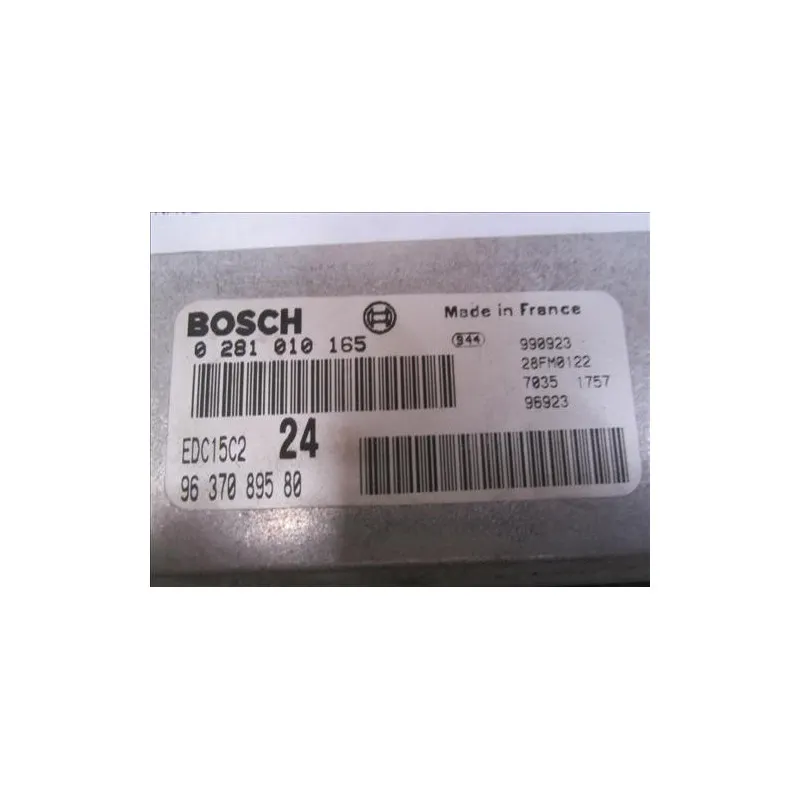 BOSCH
Made in France
0 281 010 165
944
990923
28FM0122
7035 1757
96923
EDC15C2
24
96 370 895 80